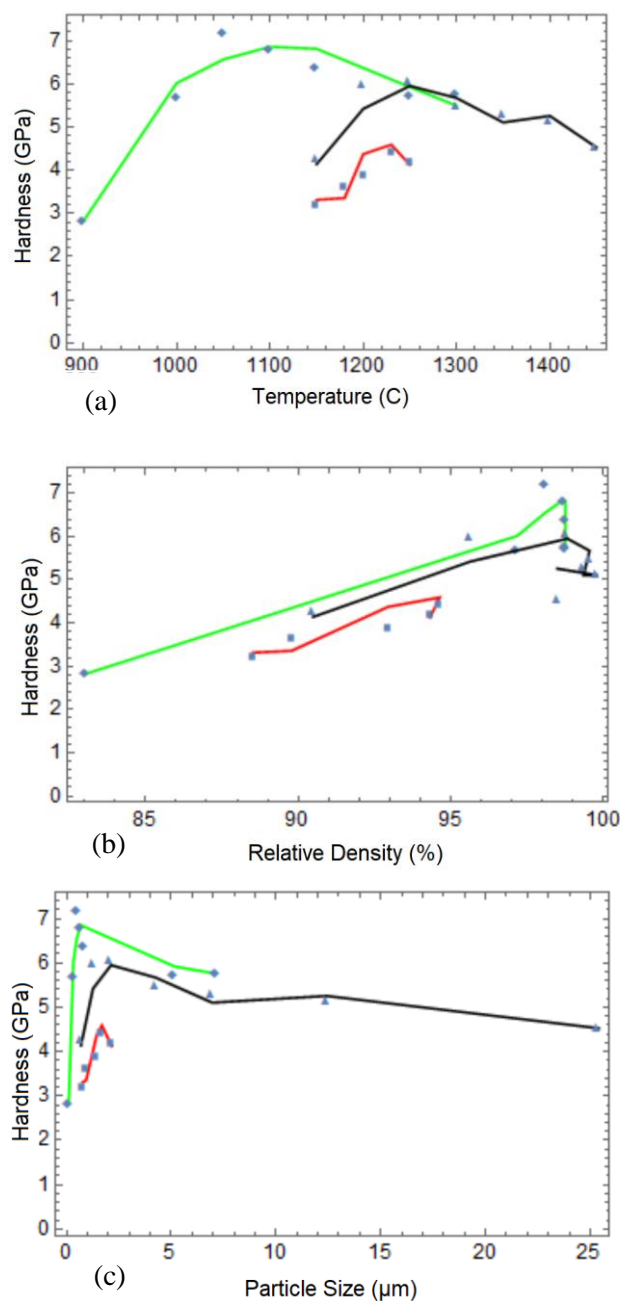 7
6
5
4
3
2
1
0
Hardness (GPa)
900 1000 1100 1200 1300 1400
(a)
Temperature (C)
7
6
5
4
3
2
1
0
Hardness (GPa)
85 90 95 100
(b)
Relative Density (%)
7
6
5
4
3
2
1
0
Hardness (GPa)
0 5 10 15 20 25
(c)
Particle Size (μm)